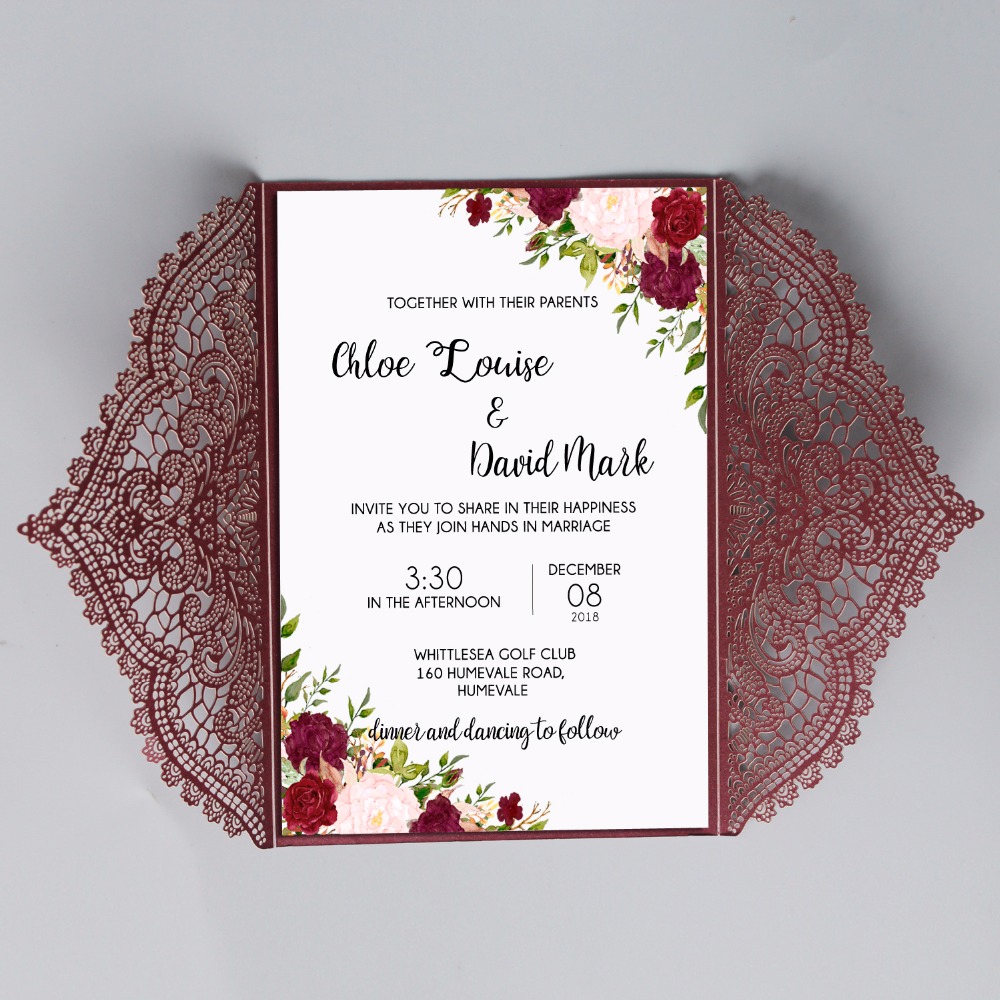 TOGETHER WITH THEIR PARENTS
Chloe Louise
&
David Mark
INVITE YOU TO SHARE IN THEIR HAPPINESS
AS THEY JOIN HANDS IN MARRIAGE
3:30
IN THE AFTERNOON
DECEMBER
08
2018
WHITTLESEA GOLF CLUB
160 HUMEVALE ROAD,
HUMEVALE
dinner and dancing to follow